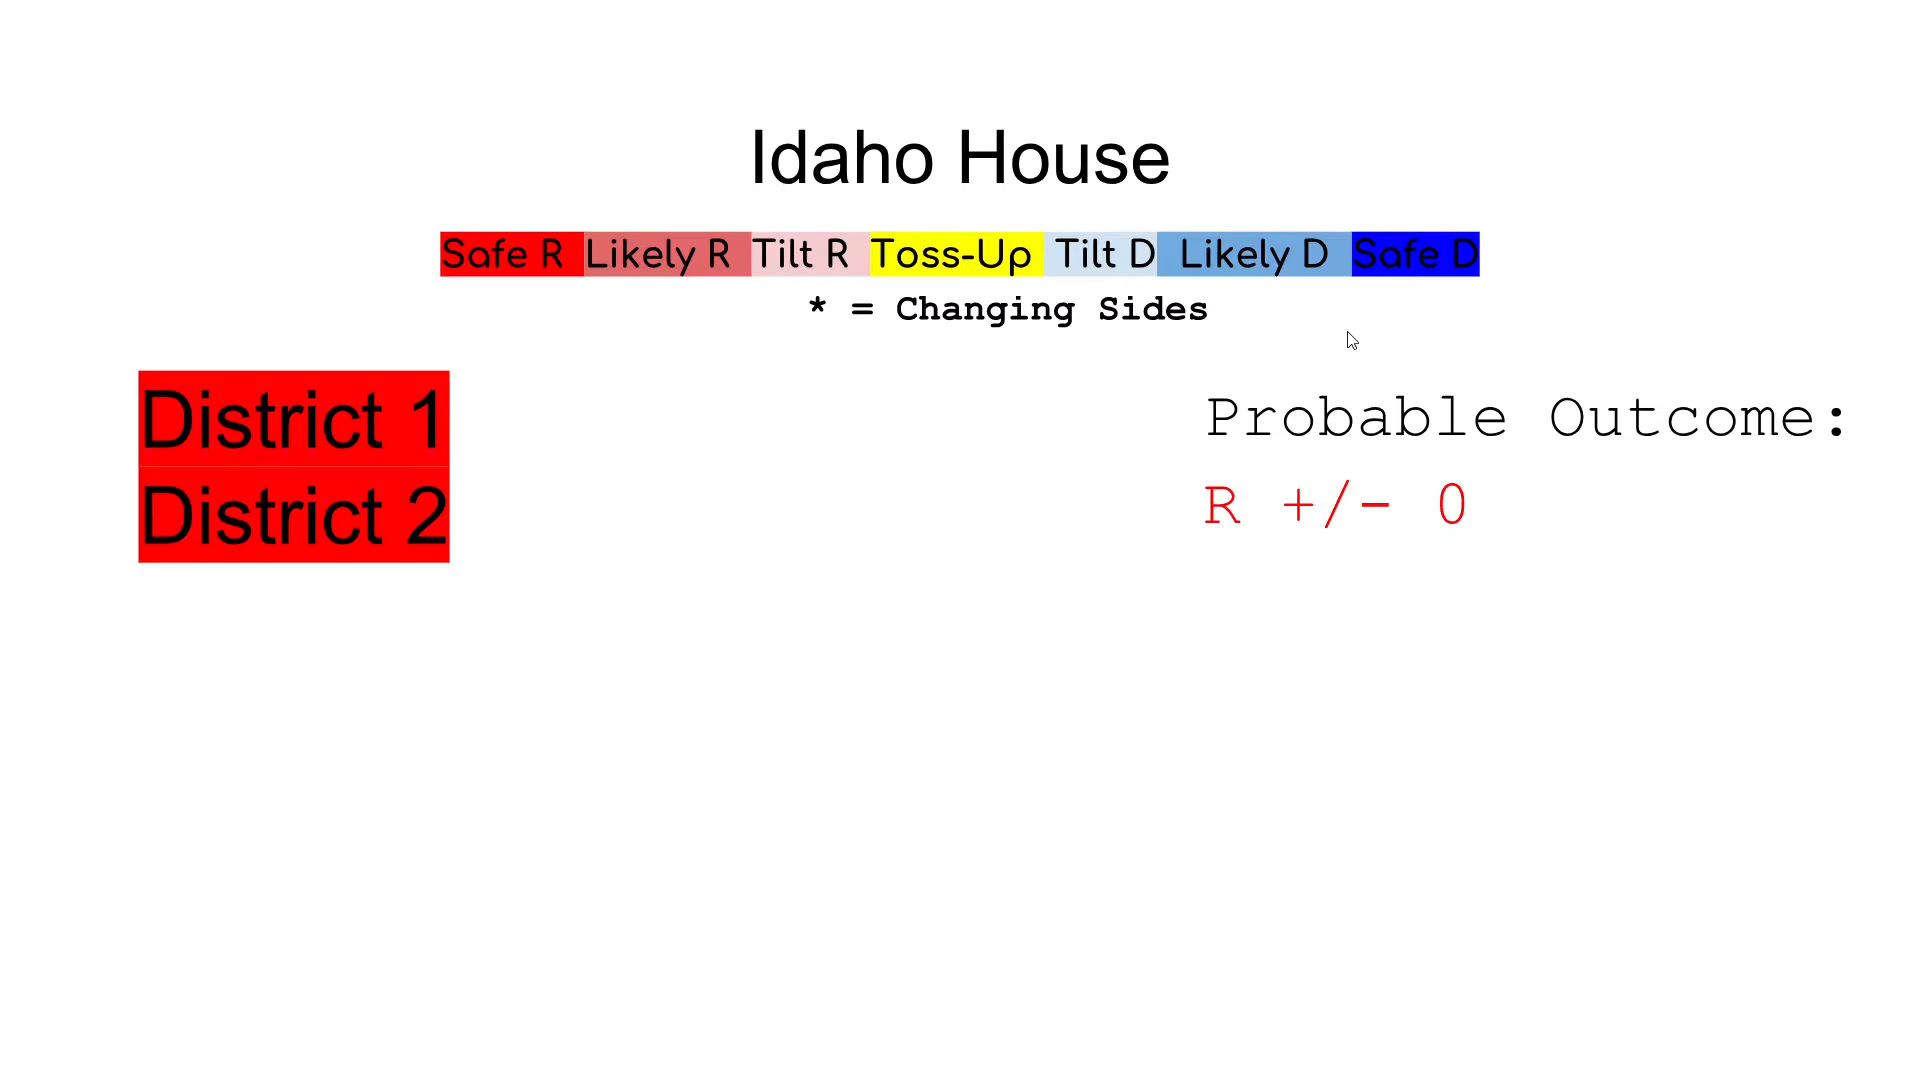 Idaho House
Safe R Likely R Tilt R Toss-Up Tilt D Likely D Safe D
* = Changing Sides
District 1
District 2
Probable Outcome:
R +/- 0